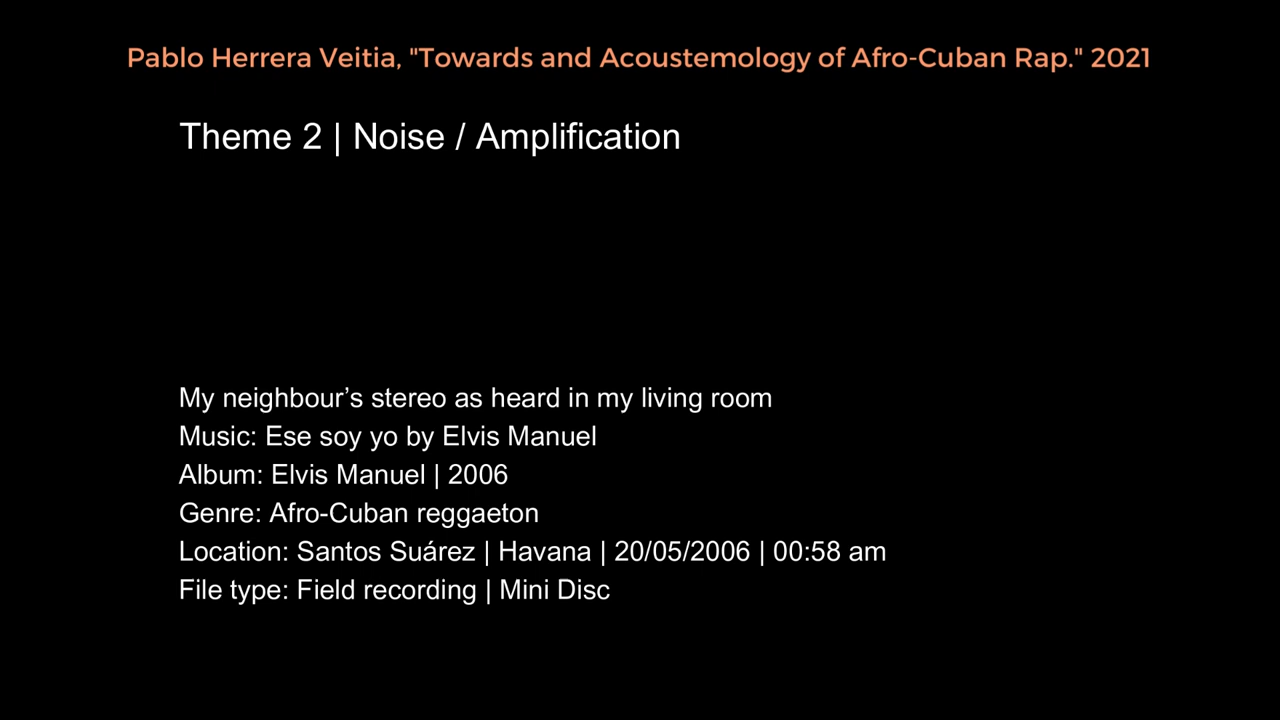 Pablo Herrera Veitia, "Towards and Acoustemology of Afro-Cuban Rap." 2021
Theme 2 | Noise / Amplification
My neighbour’s stereo as heard in my living room
Music: Ese soy yo by Elvis Manuel
Album: Elvis Manuel | 2006
Genre: Afro-Cuban reggaeton
Location: Santos Suárez | Havana | 20/05/2006 | 00:58 am
File type: Field recording | Mini Disc